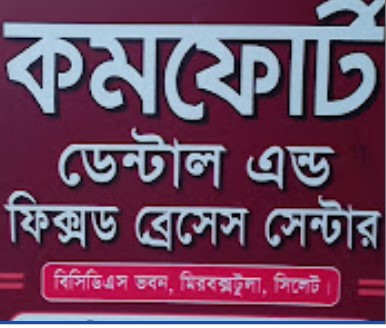 কমফোর্ট
ডেন্টাল এন্ড
ফিক্সড ব্রেসেস সেন্টার
বিসিডিএস ভবন, মিরবক্সটুলা, সিলেট।